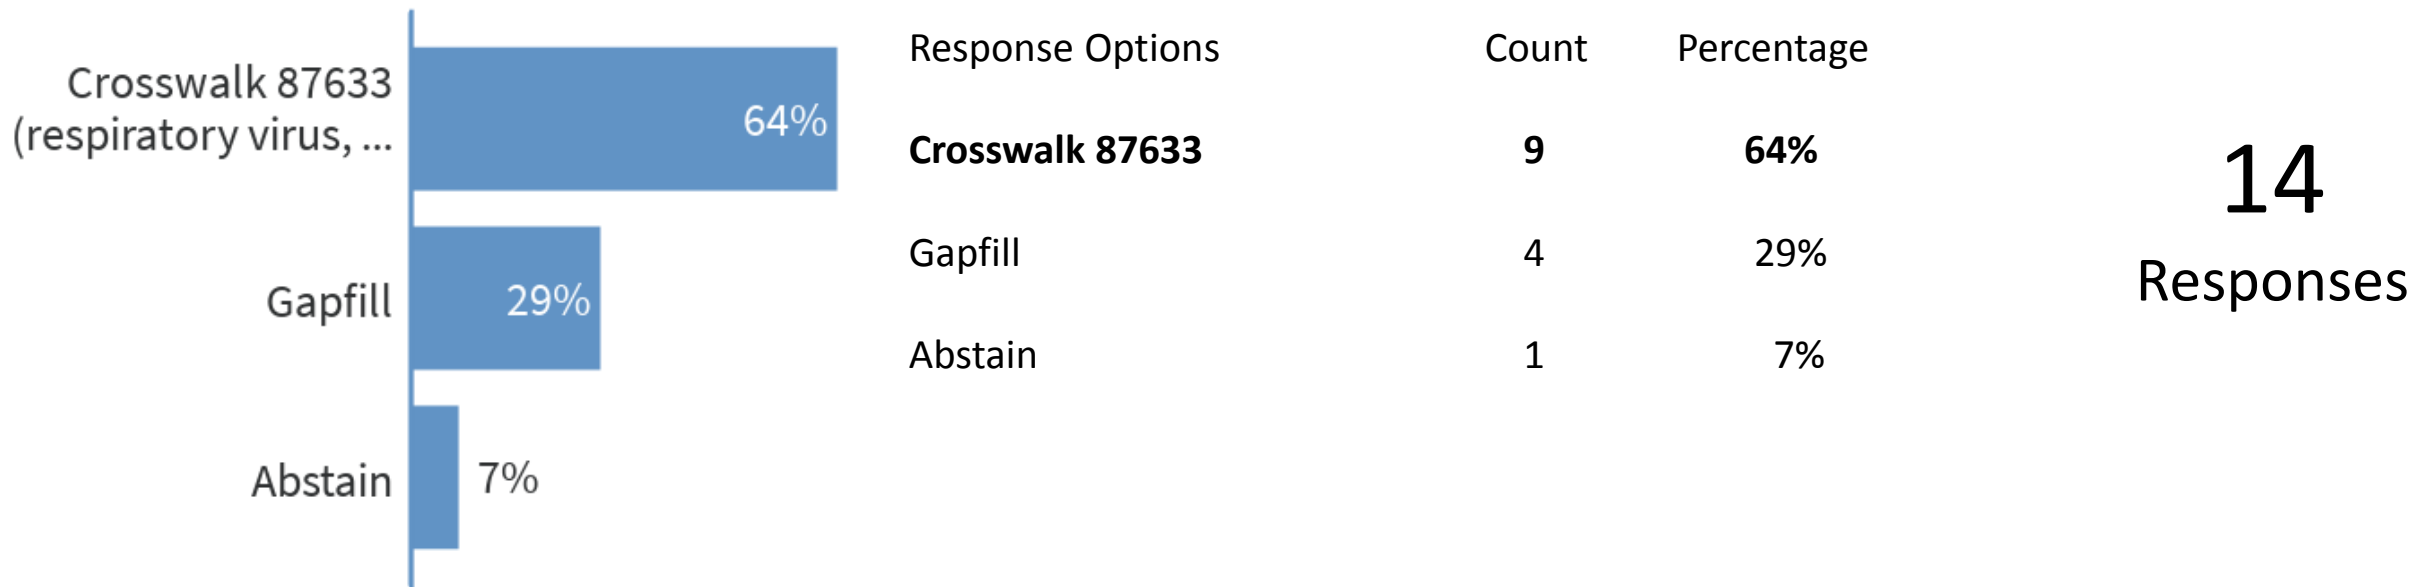 Crosswalk 87633
(respiratory virus, ...
64%
Gapfill
29%
Abstain
7%
Response Options Count Percentage
Crosswalk 87633 9 64%
Gapfill 4 29%
Abstain 1 7%
14
Responses